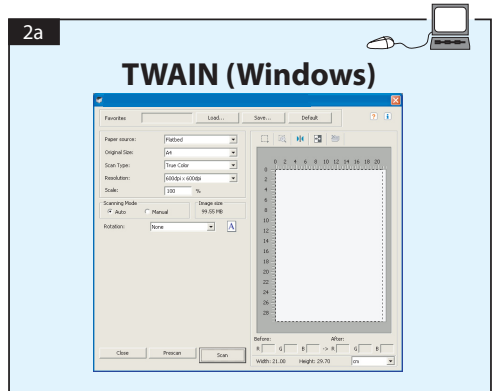 2a
TWAIN (Windows)
Favorites Load... Save... Default ? i
Paper source: Flatbed
Original Size: A4
Scan Type: True Color
Resolution: 600dpi x 600dpi
Scale: 100 %
Scanning Mode Image size
Auto Manual 99.55 MB
Rotation: None A
0 2 4 6 8 10 12 14 16 18 20
0
2
4
6
8
10
12
14
16
18
20
22
24
26
28
Before: After:
R G B -> R G B
Close Prescan Scan
Width: 21.00 Height: 29.70 cm